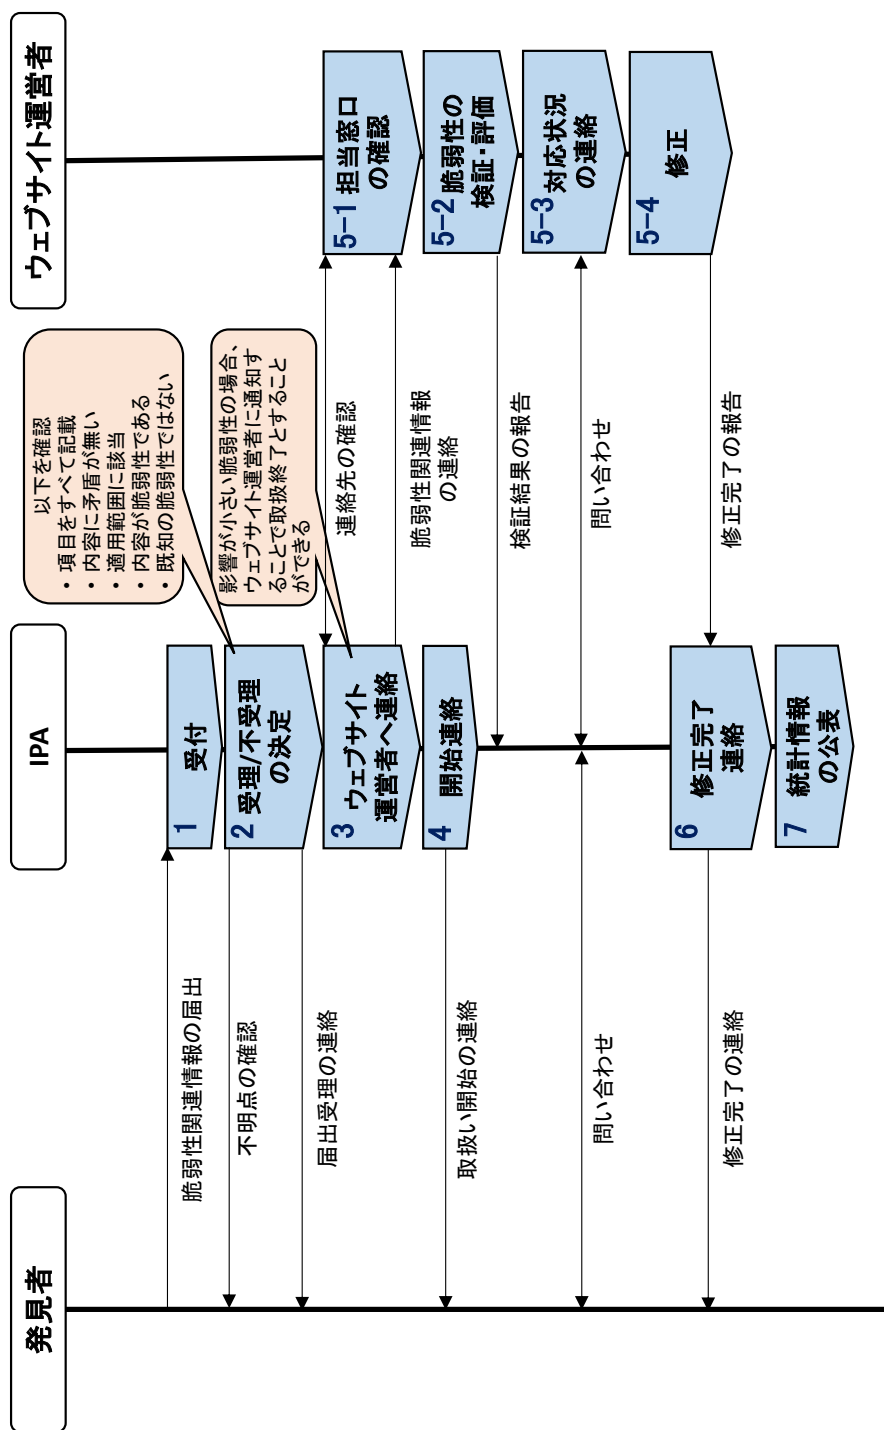 発見者
IPA
ウェブサイト運営者
脆弱性関連情報の届出
1
受付
不明点の確認
2
受理/不受理
の決定
以下を確認
・ 項目をすべて記載
・ 内容に矛盾が無い
・ 適用範囲に該当
・ 内容が脆弱性である
・ 既知の脆弱性ではない
届出受理の連絡
3
ウェブサイト
運営者へ連絡
影響が小さい脆弱性の場合、
ウェブサイト運営者に通知す
ることで取扱終了とすること
ができる
連絡先の確認
5-1
担当窓口
の確認
脆弱性関連情報
の連絡
4
開始連絡
取扱い開始の連絡
5-2
脆弱性の
検証・評価
検証結果の報告
5-3
対応状況
の連絡
問い合わせ
問い合わせ
5-4
修正
修正完了の報告
6
修正完了
連絡
修正完了の連絡
7
統計情報
の公表